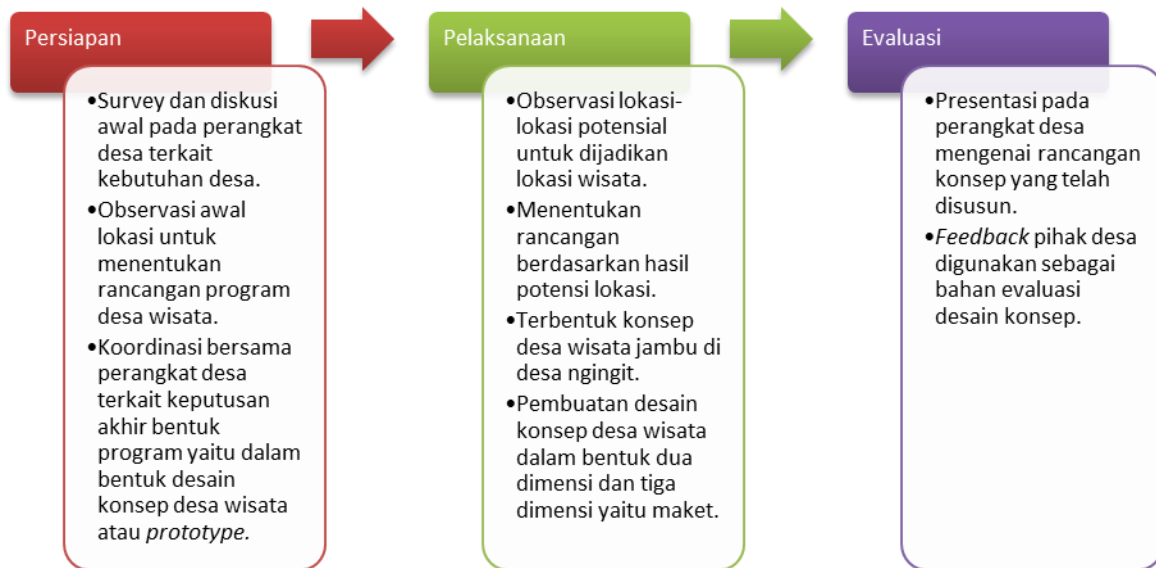 Persiapan
•Survey dan diskusi
awal pada perangkat
desa terkait
kebutuhan desa.
•Observasi awal
lokasi untuk
menentukan
rancangan program
desa wisata.
•Koordinasi bersama
perangkat desa
terkait keputusan
akhir bentuk
program yaitu dalam
bentuk desain
konsep desa wisata
atau prototype.
Pelaksanaan
•Observasi lokasi-
lokasi potensial
untuk dijadikan
lokasi wisata.
•Menentukan
rancangan
berdasarkan hasil
potensi lokasi.
•Terbentuk konsep
desa wisata jambu di
desa ngingit.
•Pembuatan desain
konsep desa wisata
dalam bentuk dua
dimensi dan tiga
dimensi yaitu maket.
Evaluasi
•Presentasi pada
perangkat desa
mengenai rancangan
konsep yang telah
disusun.
•Feedback pihak desa
digunakan sebagai
bahan evaluasi
desain konsep.